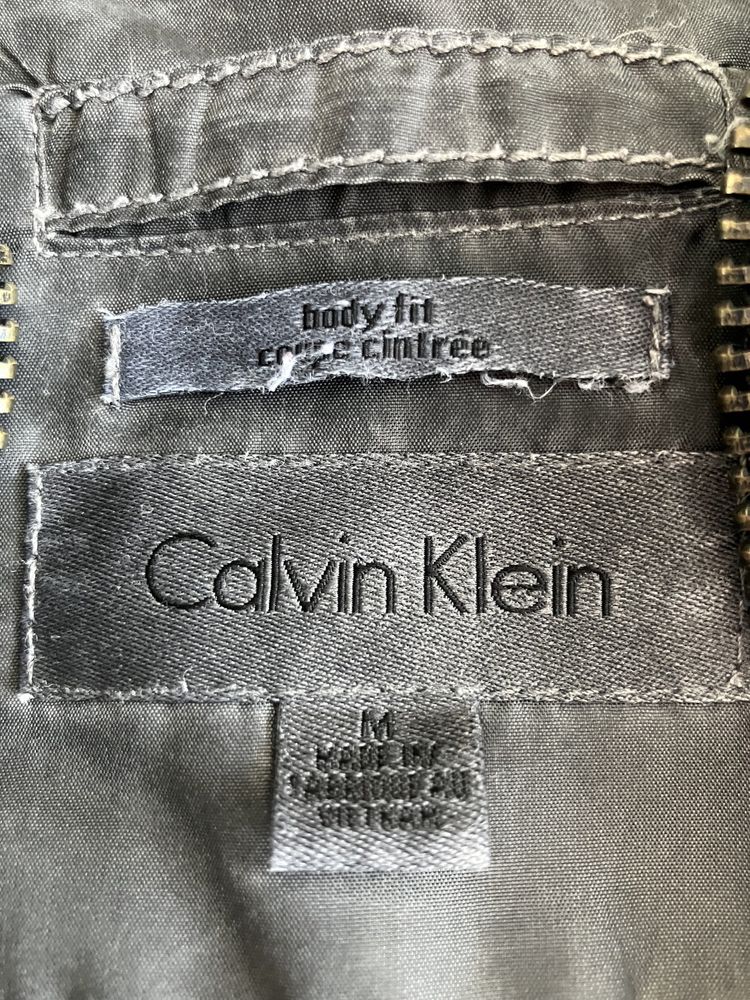 body fit
coupe cintrée
Calvin Klein
M
MADE IN
FABRIQUE AU
VIETNAM